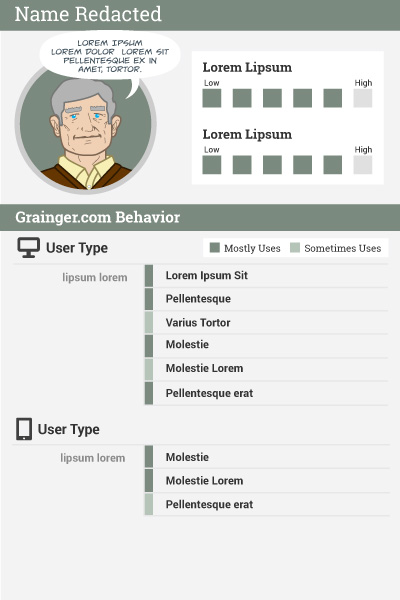 Name Redacted
LOREM IPSUM
LOREM DOLOR LOREM SIT
PELLENTESQUE EX IN
AMET, TORTOR.
Lorem Lipsum
Low High
Lorem Lipsum
Low High
Grainger.com Behavior
User Type
Mostly Uses Sometimes Uses
lipsum lorem
Lorem Ipsum Sit
Pellentesque
Varius Tortor
Molestie
Molestie Lorem
Pellentesque erat
User Type
lipsum lorem
Molestie
Molestie Lorem
Pellentesque erat